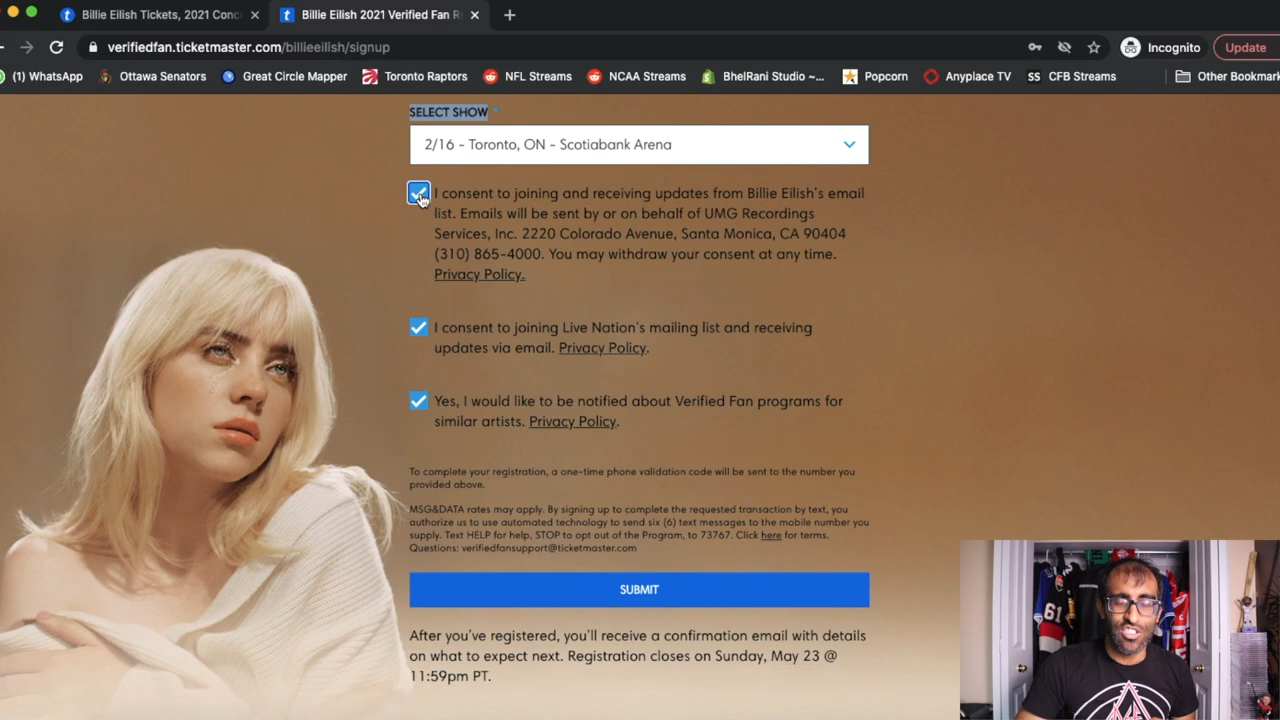 Billie Eilish Tickets, 2021 Conc
Billie Eilish 2021 Verified Fan R
verifiedfan.ticketmaster.com/billieeilish/signup
Incognito
Update
(1) WhatsApp
Ottawa Senators
Great Circle Mapper
Toronto Raptors
NFL Streams
NCAA Streams
BhelRani Studio ~...
Popcorn
Anyplace TV
SS CFB Streams
Other Bookmark
SELECT SHOW *
2/16 - Toronto, ON - Scotiabank Arena
I consent to joining and receiving updates from Billie Eilish's email
list. Emails will be sent by or on behalf of UMG Recordings
Services, Inc. 2220 Colorado Avenue, Santa Monica, CA 90404
(310) 865-4000. You may withdraw your consent at any time.
Privacy Policy.
I consent to joining Live Nation's mailing list and receiving
updates via email. Privacy Policy.
Yes, I would like to be notified about Verified Fan programs for
similar artists. Privacy Policy.
To complete your registration, a one-time phone validation code will be sent to the number you
provided above.
MSG&DATA rates may apply. By signing up to complete the requested transaction by text, you
authorize us to use automated technology to send six (6) text messages to the mobile number you
supply. Text HELP for help, STOP to opt out of the Program, to 73767. Click here for terms.
Questions: verifiedfansupport@ticketmaster.com
SUBMIT
After you've registered, you'll receive a confirmation email with details
on what to expect next. Registration closes on Sunday, May 23 @
11:59pm PT.
61